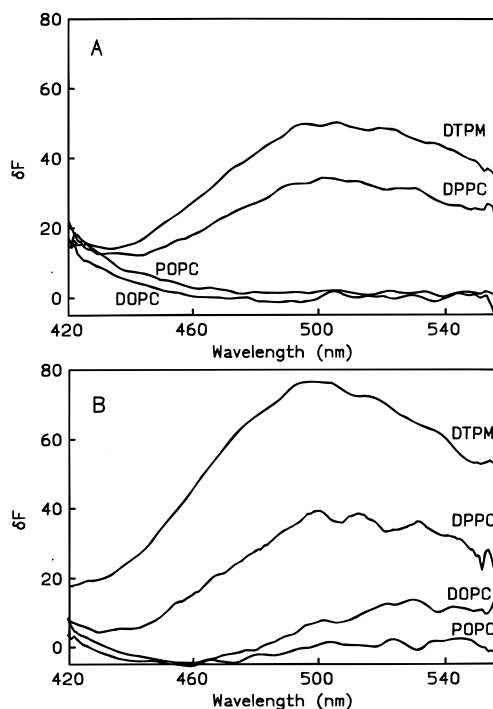 80
A
60
DTPM
40
δF
DPPC
20
POPC
DOPC
0
420 460 500 540
Wavelength (nm)
80
B
DTPM
60
DPPC
40
δF
20
DOPC
POPC
0
420 460 500 540
Wavelength (nm)